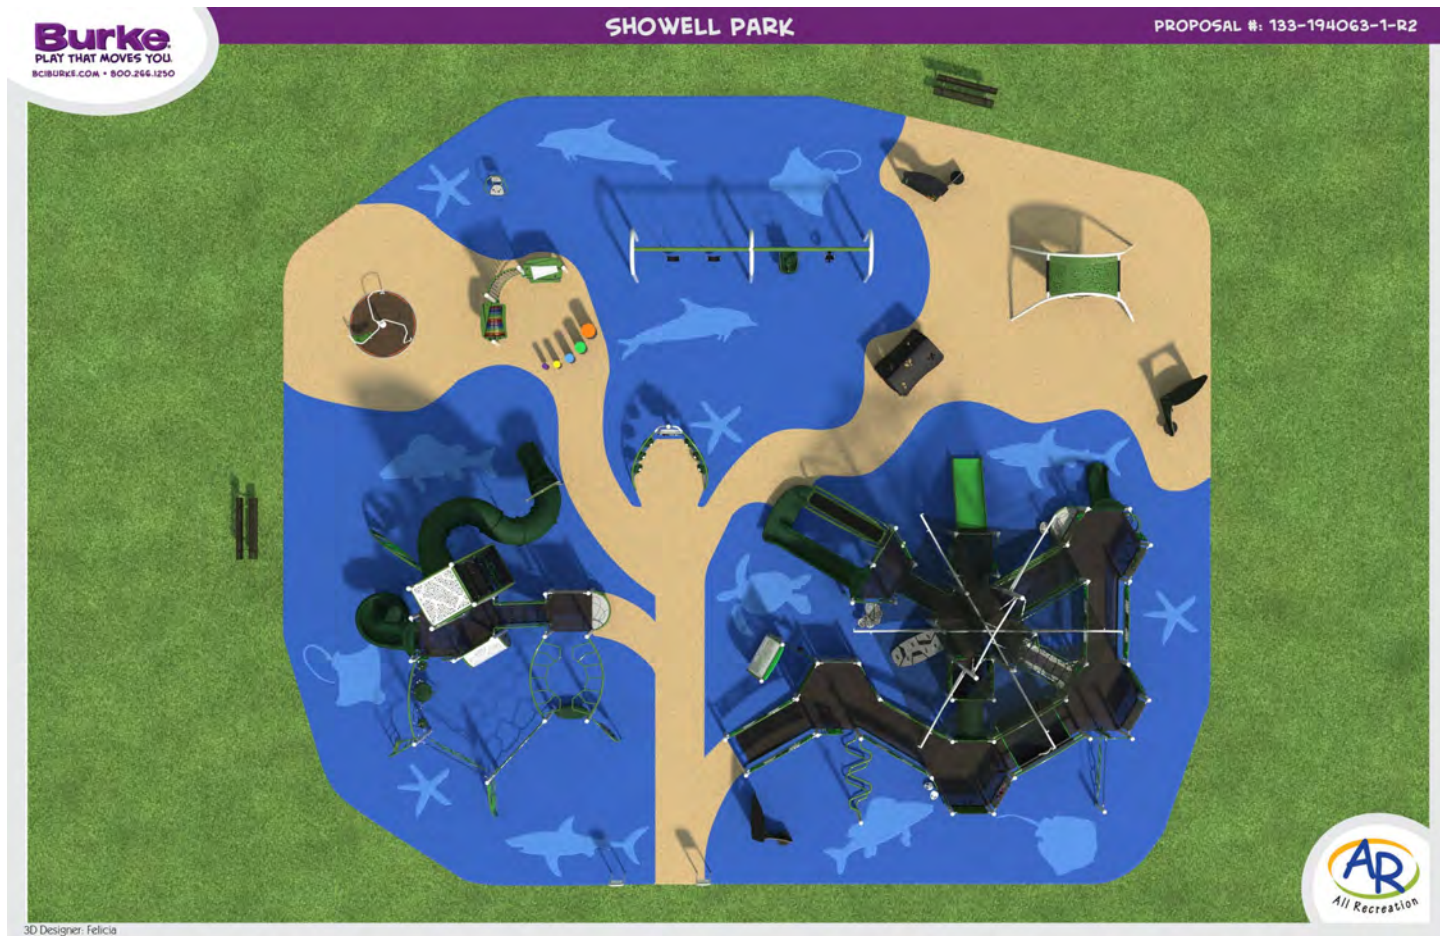 Burke
PLAY THAT MOVES YOU.
BCIBURKE.COM • 800.266.1250
SHOWELL PARK
PROPOSAL #: 133-194063-1-R2
AR
All Recreation
3D Designer: Felicia